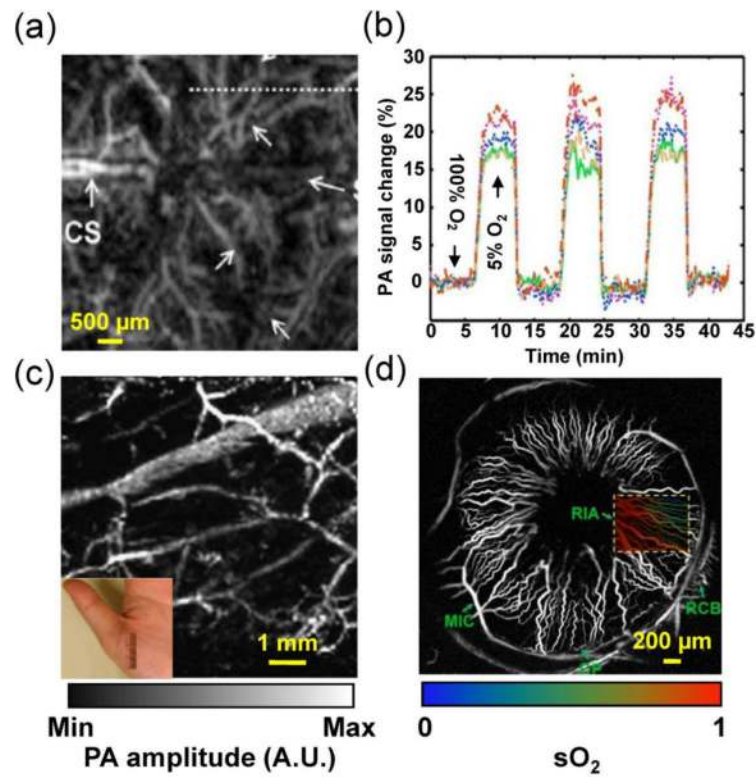 (a)
CS
500 µm
(b)
PA signal change (%)
30
25
20
15
10
5
0
-5
100% O₂
5% O₂
0 5 10 15 20 25 30 35 40 45
Time (min)
(c)
1 mm
Min Max
PA amplitude (A.U.)
(d)
RIA
MIC
RCB
200 µm
0 1
sO₂